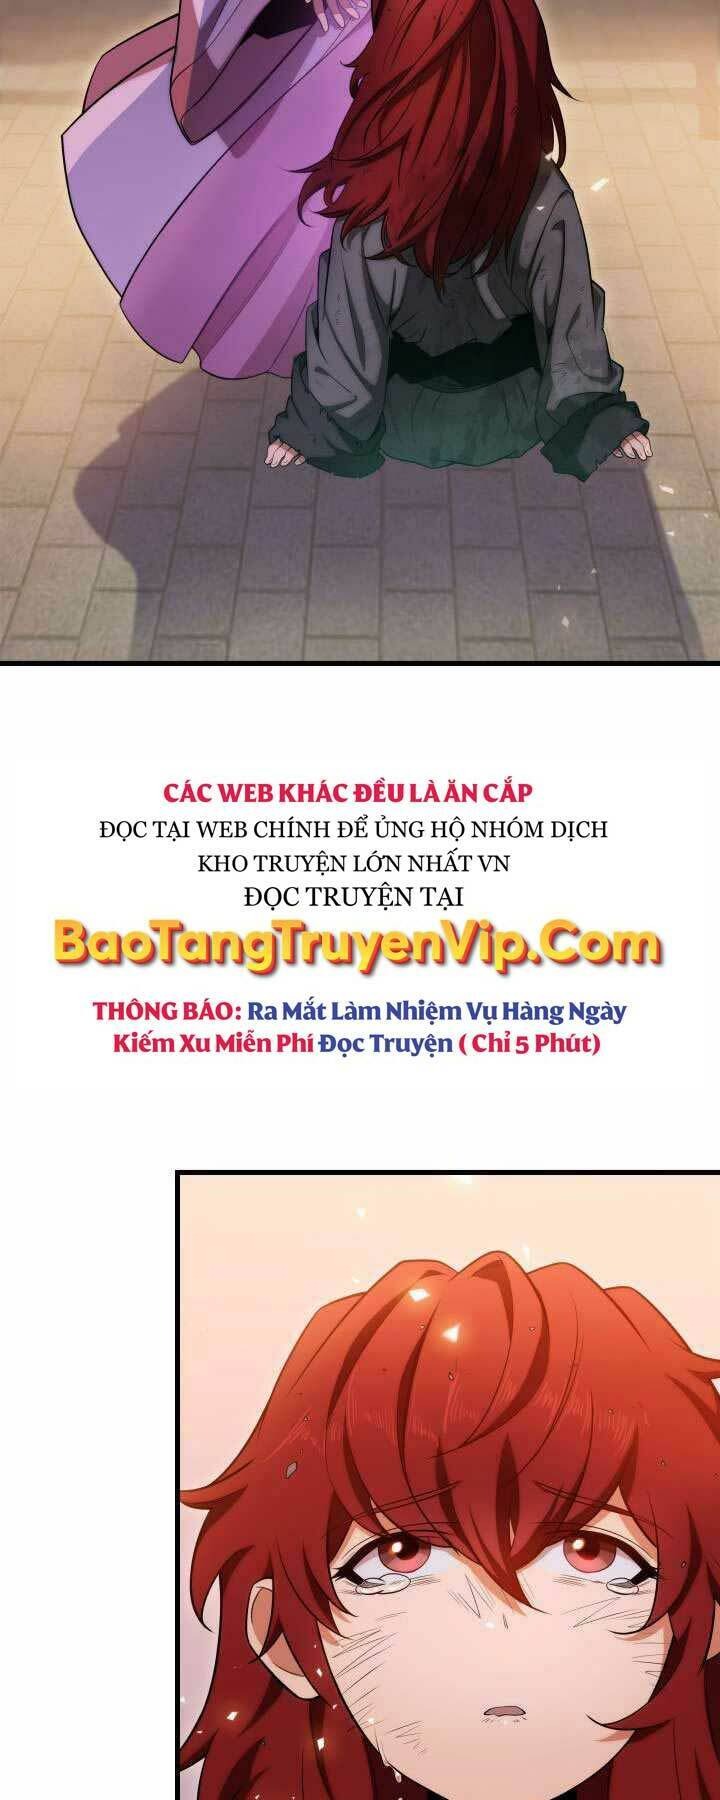 CÁC WEB KHÁC ĐỀU LÀ ĂN CẮP
ĐỌC TẠI WEB CHÍNH ĐỂ ỦNG HỘ NHÓM DỊCH
KHO TRUYỆN LỚN NHẤT VN
ĐỌC TRUYỆN TẠI
BaoTangTruyenVip.Com
THÔNG BÁO: Ra Mắt Làm Nhiệm Vụ Hàng Ngày
Kiếm Xu Miễn Phí Đọc Truyện ( Chỉ 5 Phút)